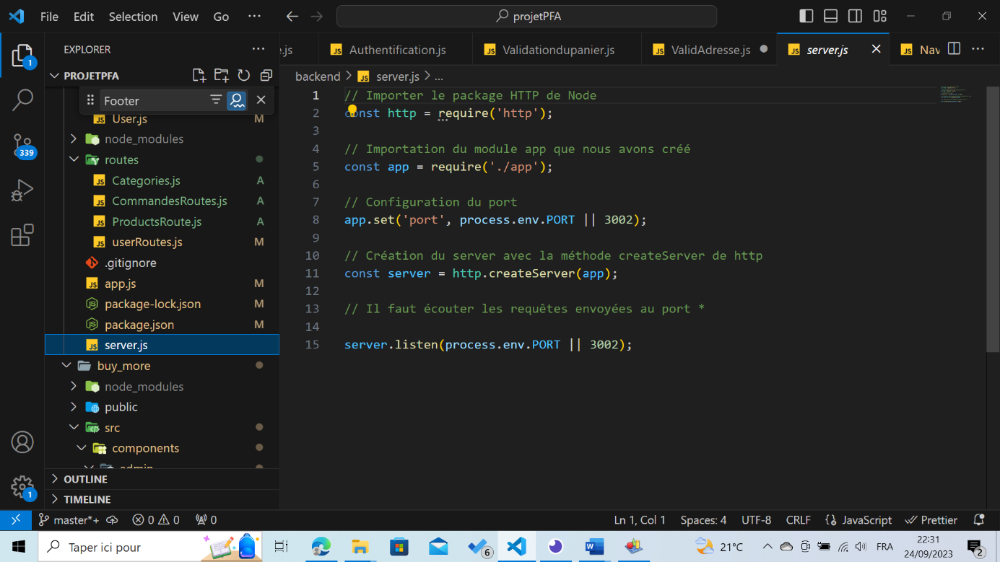 File Edit Selection View Go ··· projetPFA
EXPLORER ···
e.js Authentification.js Validationdupanier.js ValidAdresse.js server.js Nav ···
PROJETPFA
Footer
User.js M
node_modules
routes
Categories.js A
CommandesRoutes.js A
ProductsRoute.js A
userRoutes.js M
.gitignore
app.js M
package-lock.json M
package.json M
server.js
buy_more
node_modules
public
src
components
admin
OUTLINE
TIMELINE
1
339
1
backend > server.js > ...
1 // Importer le package HTTP de Node
2 const http = require('http');
3
4 // Importation du module app que nous avons créé
5 const app = require('./app');
6
7 // Configuration du port
8 app.set('port', process.env.PORT || 3002);
9
10 // Création du server avec la méthode createServer de http
11 const server = http.createServer(app);
12
13 // Il faut écouter les requêtes envoyées au port *
14
15 server.listen(process.env.PORT || 3002);
master*+ 0 0 0 Ln 1, Col 1 Spaces: 4 UTF-8 CRLF JavaScript Prettier
Taper ici pour 6 21°C FRA 22:31
24/09/2023 2